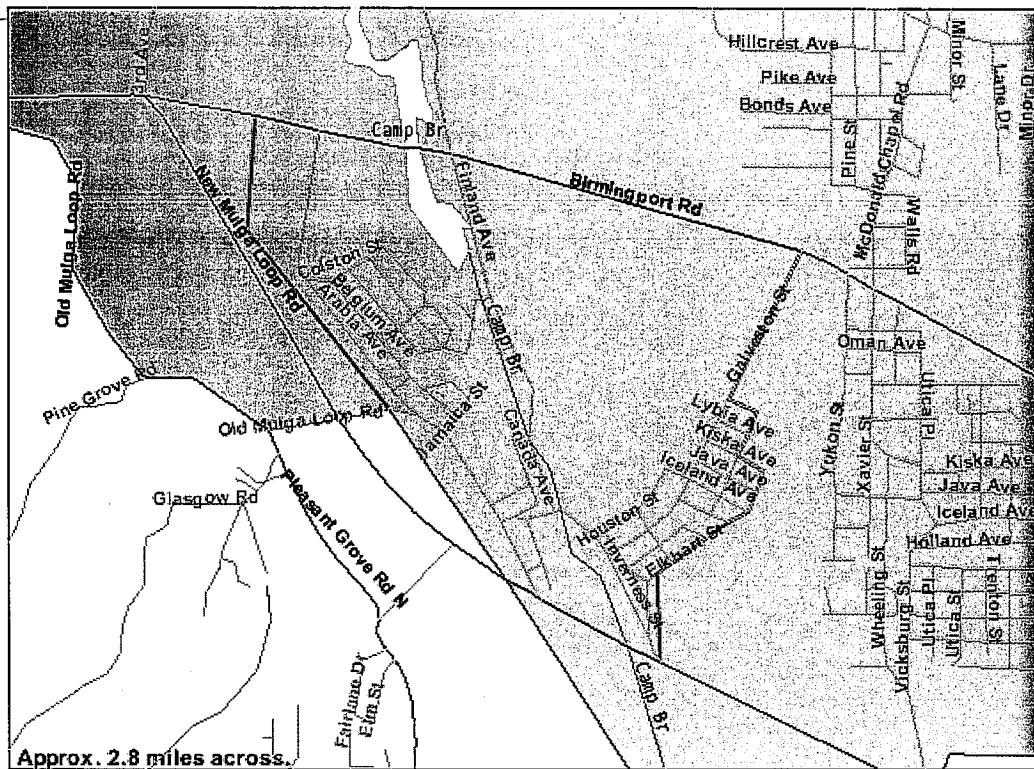 3rd Ave
Hillcrest Ave
Minor St
Pike Ave
Lane Dr
Bonds Ave
Camp Br
Pine St
McDonald Chapel Rd
Old Mulga Loop Rd
New Mulga Loop Rd
Finland Ave
Birmingport Rd
Walls Rd
Colston St
Belgium Ave
Arabia Ave
Camp Br
Galveston St
Oman Ave
Pine Grove Rd
Old Mulga Loop Rd
Jamaica St
Canada Ave
Lybia Ave
Kiska Ave
Java Ave
Iceland Ave
Yukon St
Xavier St
Utica Pl
Kiska Ave
Java Ave
Iceland Av
Holland Ave
Glasgow Rd
Pleasant Grove Rd N
Houston St
Inverness St
Elkham St
Wheeling St
Vicksburg St
Utica Pl
Utica St
Trenton St
Camp Br
Fairlane Dr
Elm St
Approx. 2.8 miles across.